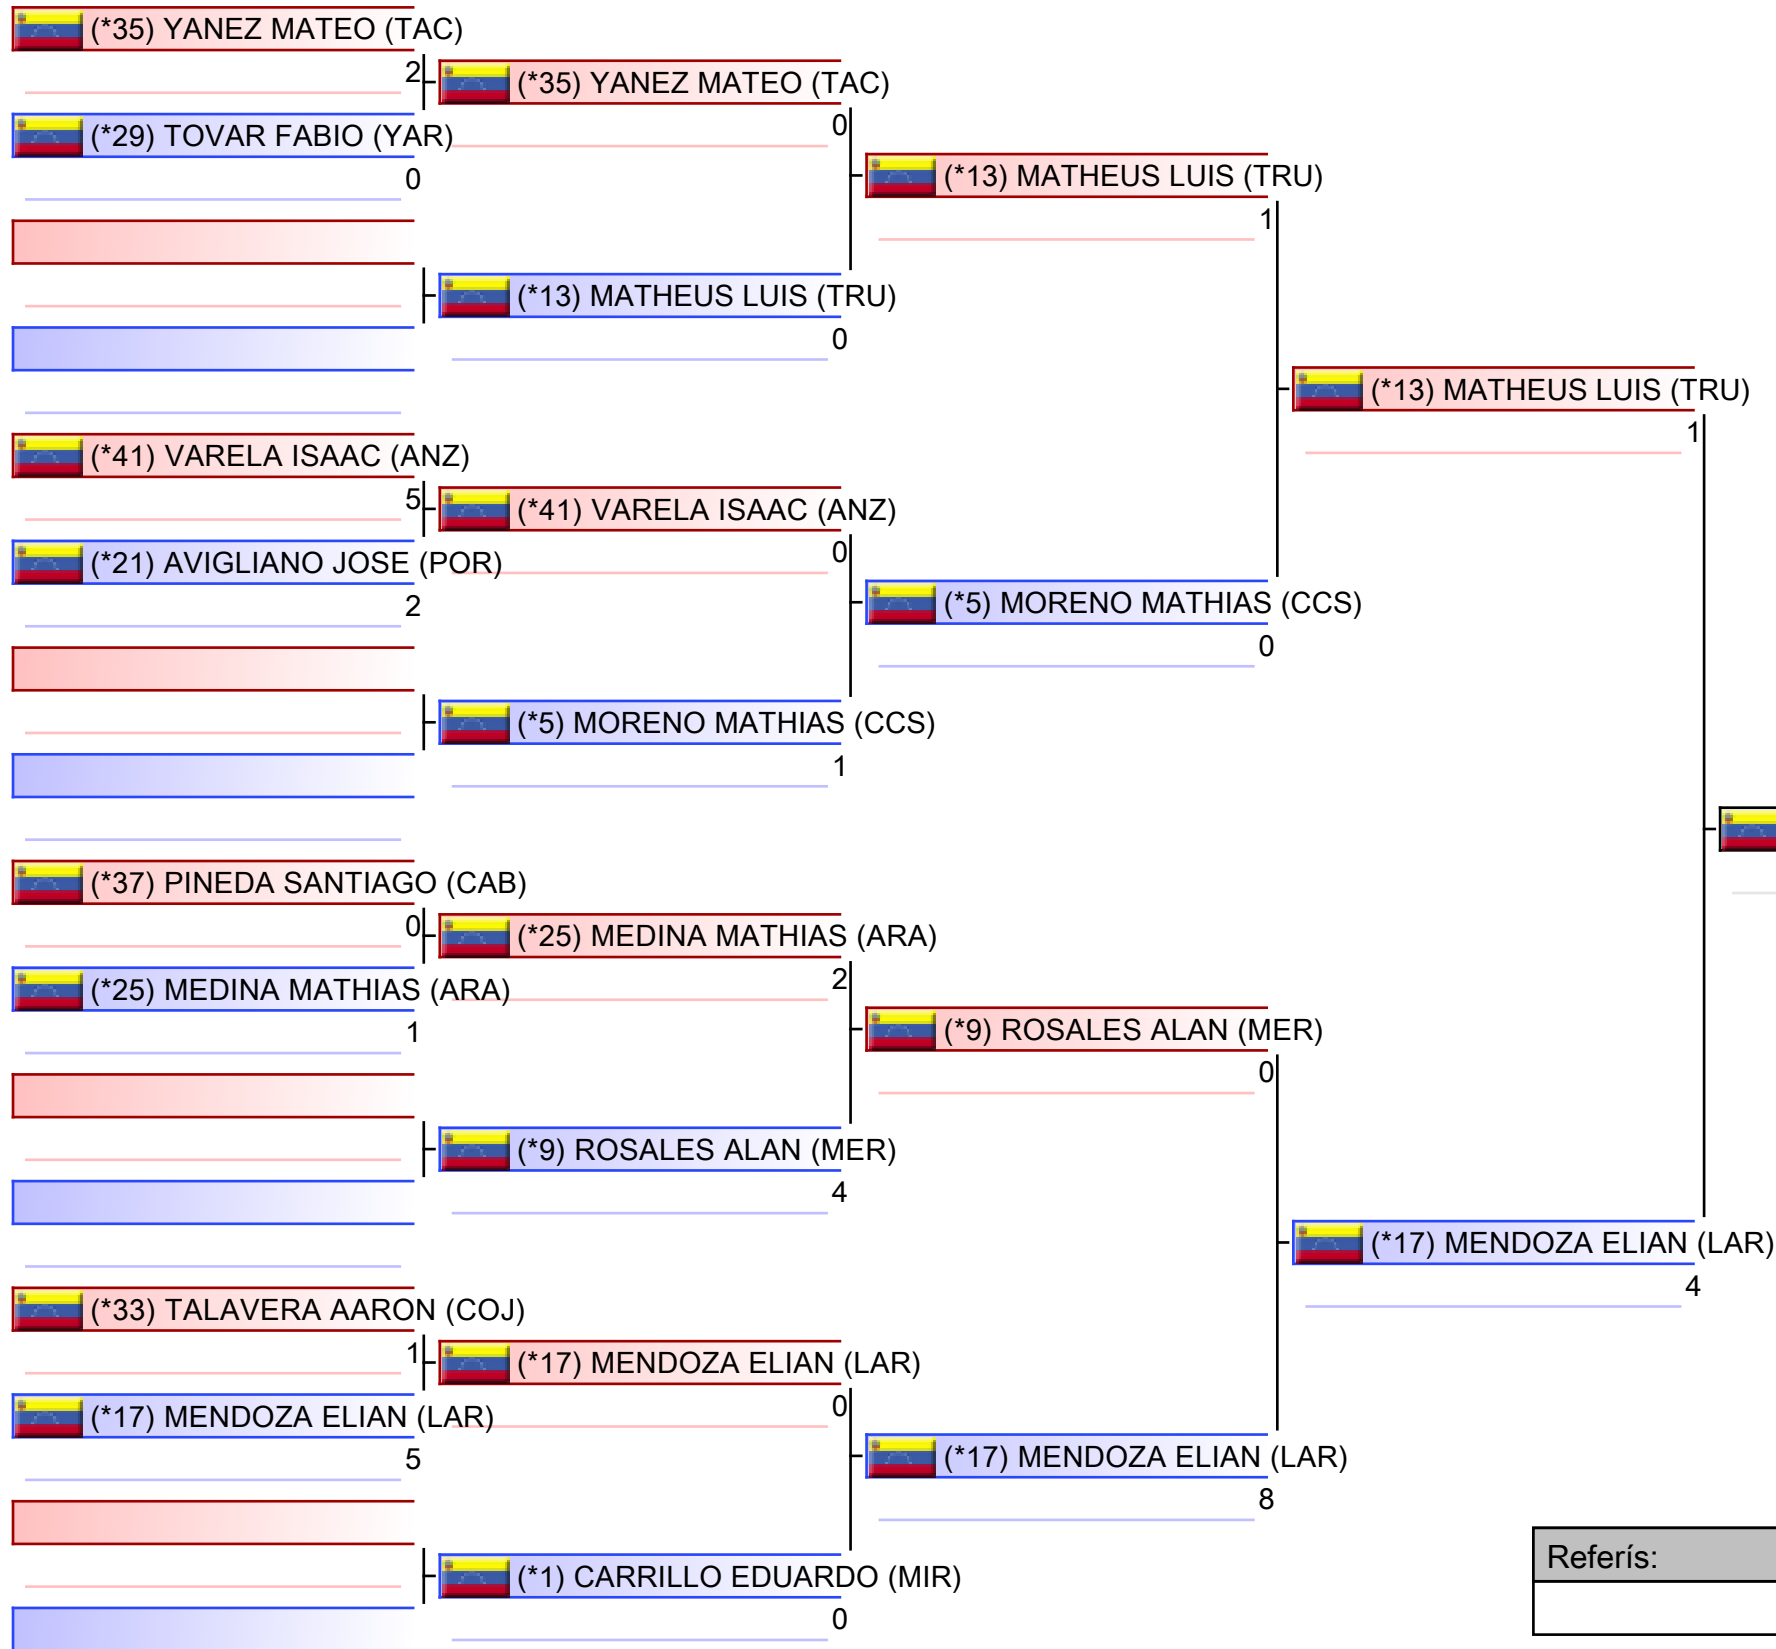 (*35) YANEZ MATEO (TAC)
2
(*29) TOVAR FABIO (YAR)
0
(*41) VARELA ISAAC (ANZ)
5
(*21) AVIGLIANO JOSE (POR)
2
(*37) PINEDA SANTIAGO (CAB)
0
(*25) MEDINA MATHIAS (ARA)
1
(*33) TALAVERA AARON (COJ)
1
(*17) MENDOZA ELIAN (LAR)
5
(*35) YANEZ MATEO (TAC)
0
(*13) MATHEUS LUIS (TRU)
0
(*41) VARELA ISAAC (ANZ)
0
(*5) MORENO MATHIAS (CCS)
1
(*25) MEDINA MATHIAS (ARA)
2
(*9) ROSALES ALAN (MER)
4
(*17) MENDOZA ELIAN (LAR)
0
(*1) CARRILLO EDUARDO (MIR)
0
(*13) MATHEUS LUIS (TRU)
1
(*5) MORENO MATHIAS (CCS)
0
(*9) ROSALES ALAN (MER)
0
(*17) MENDOZA ELIAN (LAR)
8
(*13) MATHEUS LUIS (TRU)
1
(*17) MENDOZA ELIAN (LAR)
4
Referís: